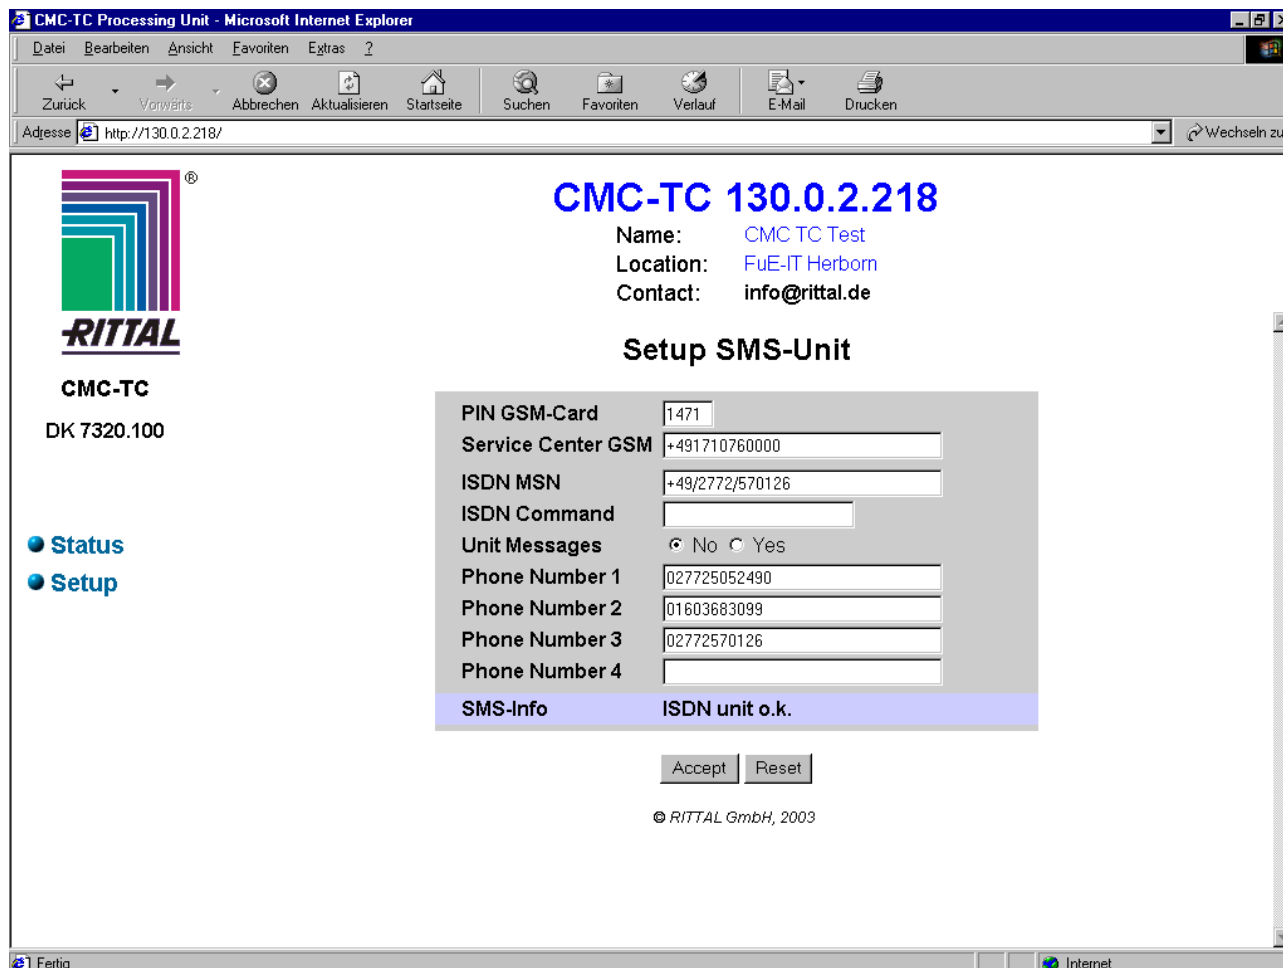 CMC-TC Processing Unit - Microsoft Internet Explorer
Datei Bearbeiten Ansicht Favoriten Extras ?
Zurück Vorwärts Abbrechen Aktualisieren Startseite Suchen Favoriten Verlauf E-Mail Drucken
Adresse http://130.0.2.218/ Wechseln zu
®
RITTAL
CMC-TC
DK 7320.100
Status
Setup
CMC-TC 130.0.2.218
Name: CMC TC Test
Location: FuE-IT Herborn
Contact: info@rittal.de
Setup SMS-Unit
PIN GSM-Card 1471
Service Center GSM +491710760000
ISDN MSN +49/2772/570126
ISDN Command
Unit Messages No Yes
Phone Number 1 027725052490
Phone Number 2 01603683099
Phone Number 3 02772570126
Phone Number 4
SMS-Info ISDN unit o.k.
Accept Reset
© RITTAL GmbH, 2003
Fertig Internet